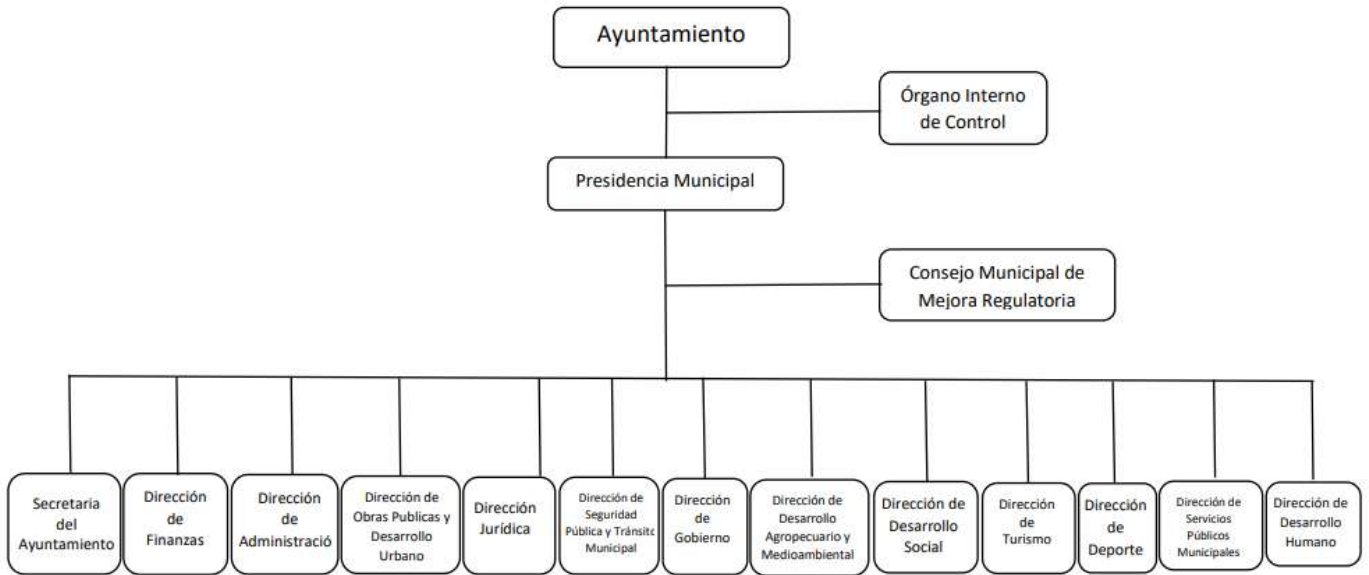 Ayuntamiento
Órgano Interno
de Control
Presidencia Municipal
Consejo Municipal de
Mejora Regulatoria
Secretaria
del
Ayuntamiento
Dirección
de
Finanzas
Dirección
de
Administració
Dirección de
Obras Publicas y
Desarrollo
Urbano
Dirección
Jurídica
Dirección de
Seguridad
Pública y Tránsito
Municipal
Dirección
de
Gobierno
Dirección de
Desarrollo
Agropecuario y
Medioambiental
Dirección de
Desarrollo
Social
Dirección
de
Turismo
Dirección
de
Deporte
Dirección de
Servicios
Públicos
Municipales
Dirección de
Desarrollo
Humano